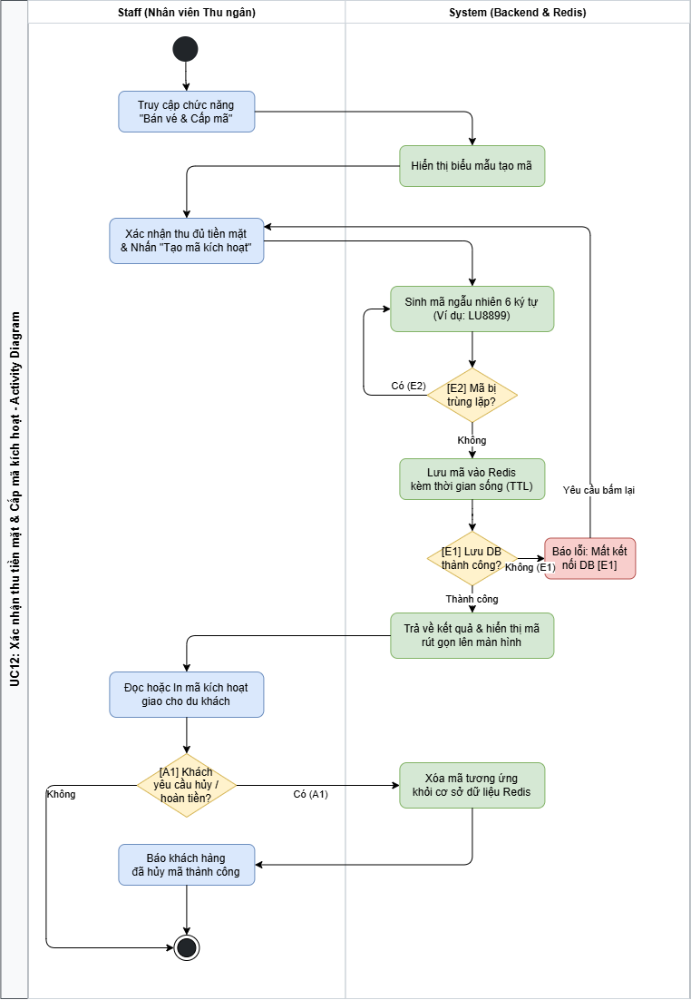 UC12: Xác nhận thu tiền mặt & Cấp mã kích hoạt - Activity Diagram
Staff (Nhân viên Thu ngân)
System (Backend & Redis)
Truy cập chức năng
"Bán vé & Cấp mã"
Hiển thị biểu mẫu tạo mã
Xác nhận thu đủ tiền mặt
& Nhấn "Tạo mã kích hoạt"
Sinh mã ngẫu nhiên 6 ký tự
(Ví dụ: LU8899)
Có (E2)
[E2] Mã bị
trùng lặp?
Không
Lưu mã vào Redis
kèm thời gian sống (TTL)
Yêu cầu bấm lại
[E1] Lưu DB
thành công?
Không (E1)
Báo lỗi: Mất kết
nối DB [E1]
Thành công
Trả về kết quả & hiển thị mã
rút gọn lên màn hình
Đọc hoặc In mã kích hoạt
giao cho du khách
[A1] Khách
yêu cầu hủy /
hoàn tiền?
Không
Có (A1)
Xóa mã tương ứng
khỏi cơ sở dữ liệu Redis
Báo khách hàng
đã hủy mã thành công